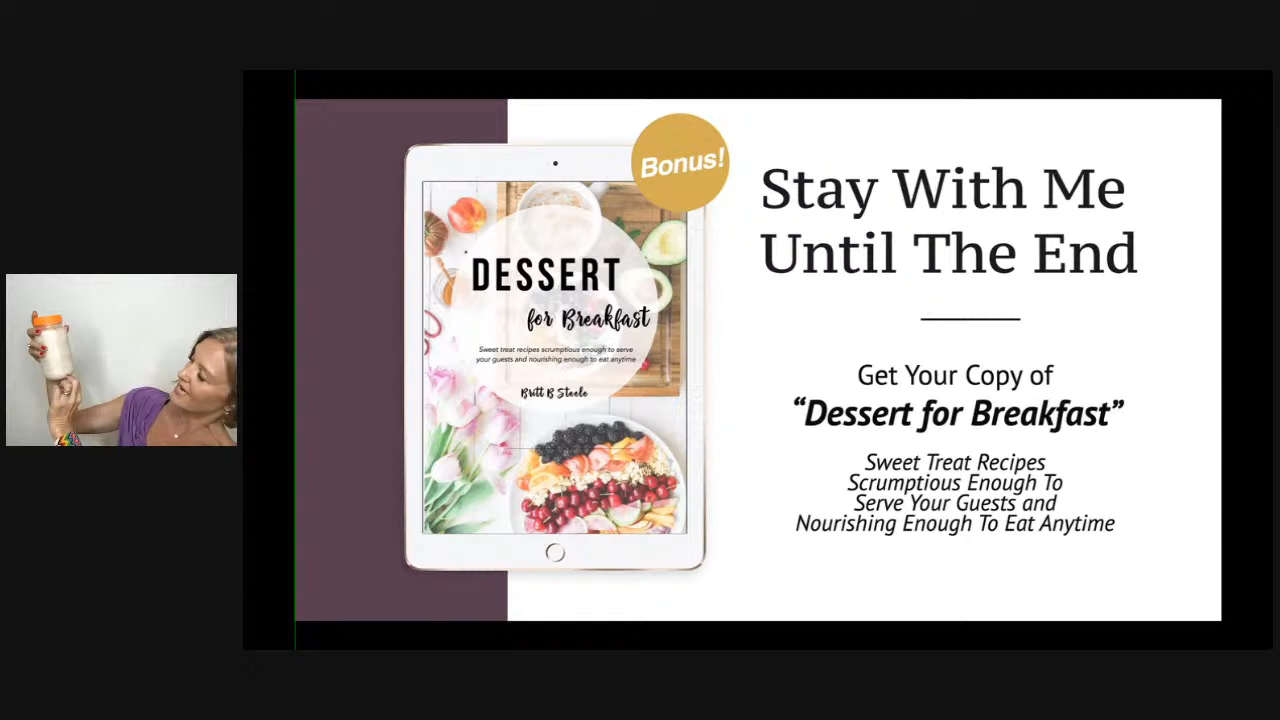 Bonus!
DESSERT
for Breakfast
Sweet treat recipes scrumptious enough to serve
your guests and nourishing enough to eat anytime
Britt B Steele
Stay With Me
Until The End
Get Your Copy of
“Dessert for Breakfast”
Sweet Treat Recipes
Scrumptious Enough To
Serve Your Guests and
Nourishing Enough To Eat Anytime